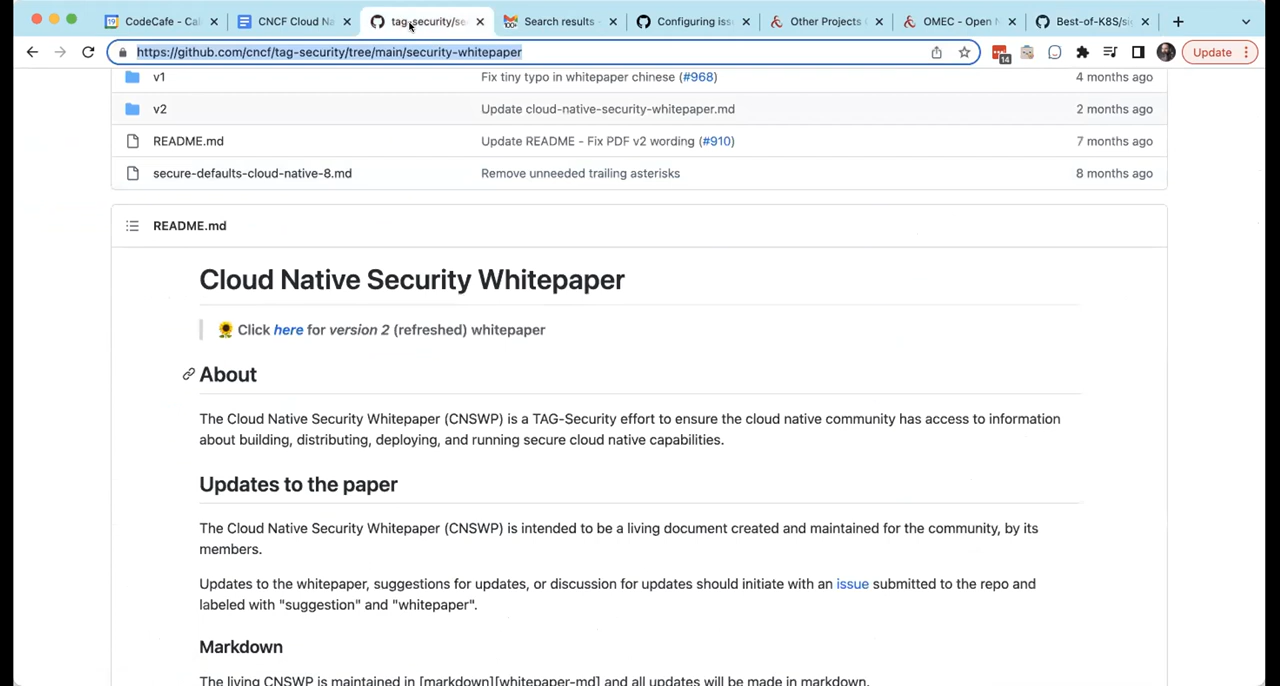 CodeCafe - Cal
CNCF Cloud Na
tag-security/se
Search results -
Configuring issu
Other Projects
OMEC - Open N
Best-of-K8S/si
https://github.com/cncf/tag-security/tree/main/security-whitepaper
14
Update
v1 Fix tiny typo in whitepaper chinese (#968) 4 months ago
v2 Update cloud-native-security-whitepaper.md 2 months ago
README.md Update README - Fix PDF v2 wording (#910) 7 months ago
secure-defaults-cloud-native-8.md Remove unneeded trailing asterisks 8 months ago
README.md
Cloud Native Security Whitepaper
Click here for version 2 (refreshed) whitepaper
About
The Cloud Native Security Whitepaper (CNSWP) is a TAG-Security effort to ensure the cloud native community has access to information
about building, distributing, deploying, and running secure cloud native capabilities.
Updates to the paper
The Cloud Native Security Whitepaper (CNSWP) is intended to be a living document created and maintained for the community, by its
members.
Updates to the whitepaper, suggestions for updates, or discussion for updates should initiate with an issue submitted to the repo and
labeled with "suggestion" and "whitepaper".
Markdown
The living CNSWP is maintained in [markdown][whitepaper-md] and all updates will be made in markdown.